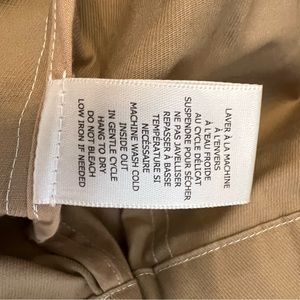 LAVER À LA MACHINE
À L'ENVERS
À L'EAU FROIDE
AU CYCLE DÉLICAT
SUSPENDRE POUR SÉCHER
NE PAS JAVELLISER
REPASSER À BASSE
TEMPÉRATURE SI
NÉCESSAIRE
MACHINE WASH COLD
INSIDE OUT
IN GENTLE CYCLE
HANG TO DRY
DO NOT BLEACH
LOW IRON IF NEEDED